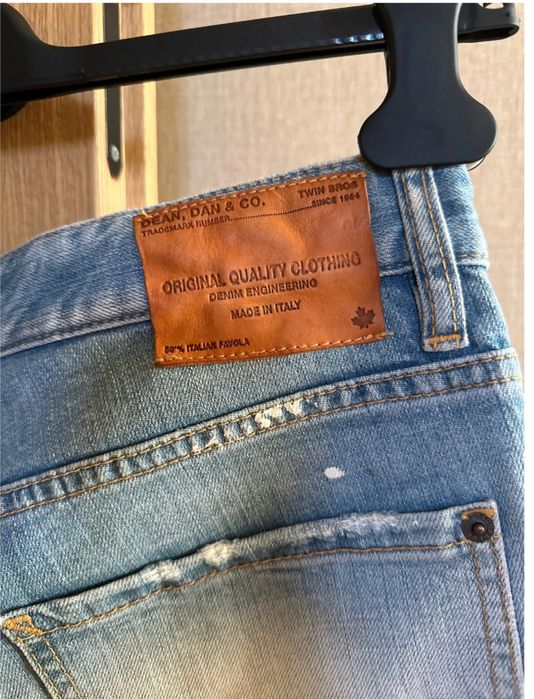 DEAN, DAN & CO. TWIN BROS
TRADEMARK NUMBER.....................SINCE 1964
ORIGINAL QUALITY CLOTHING
DENIM ENGINEERING
MADE IN ITALY
ITALIAN FAVOLA